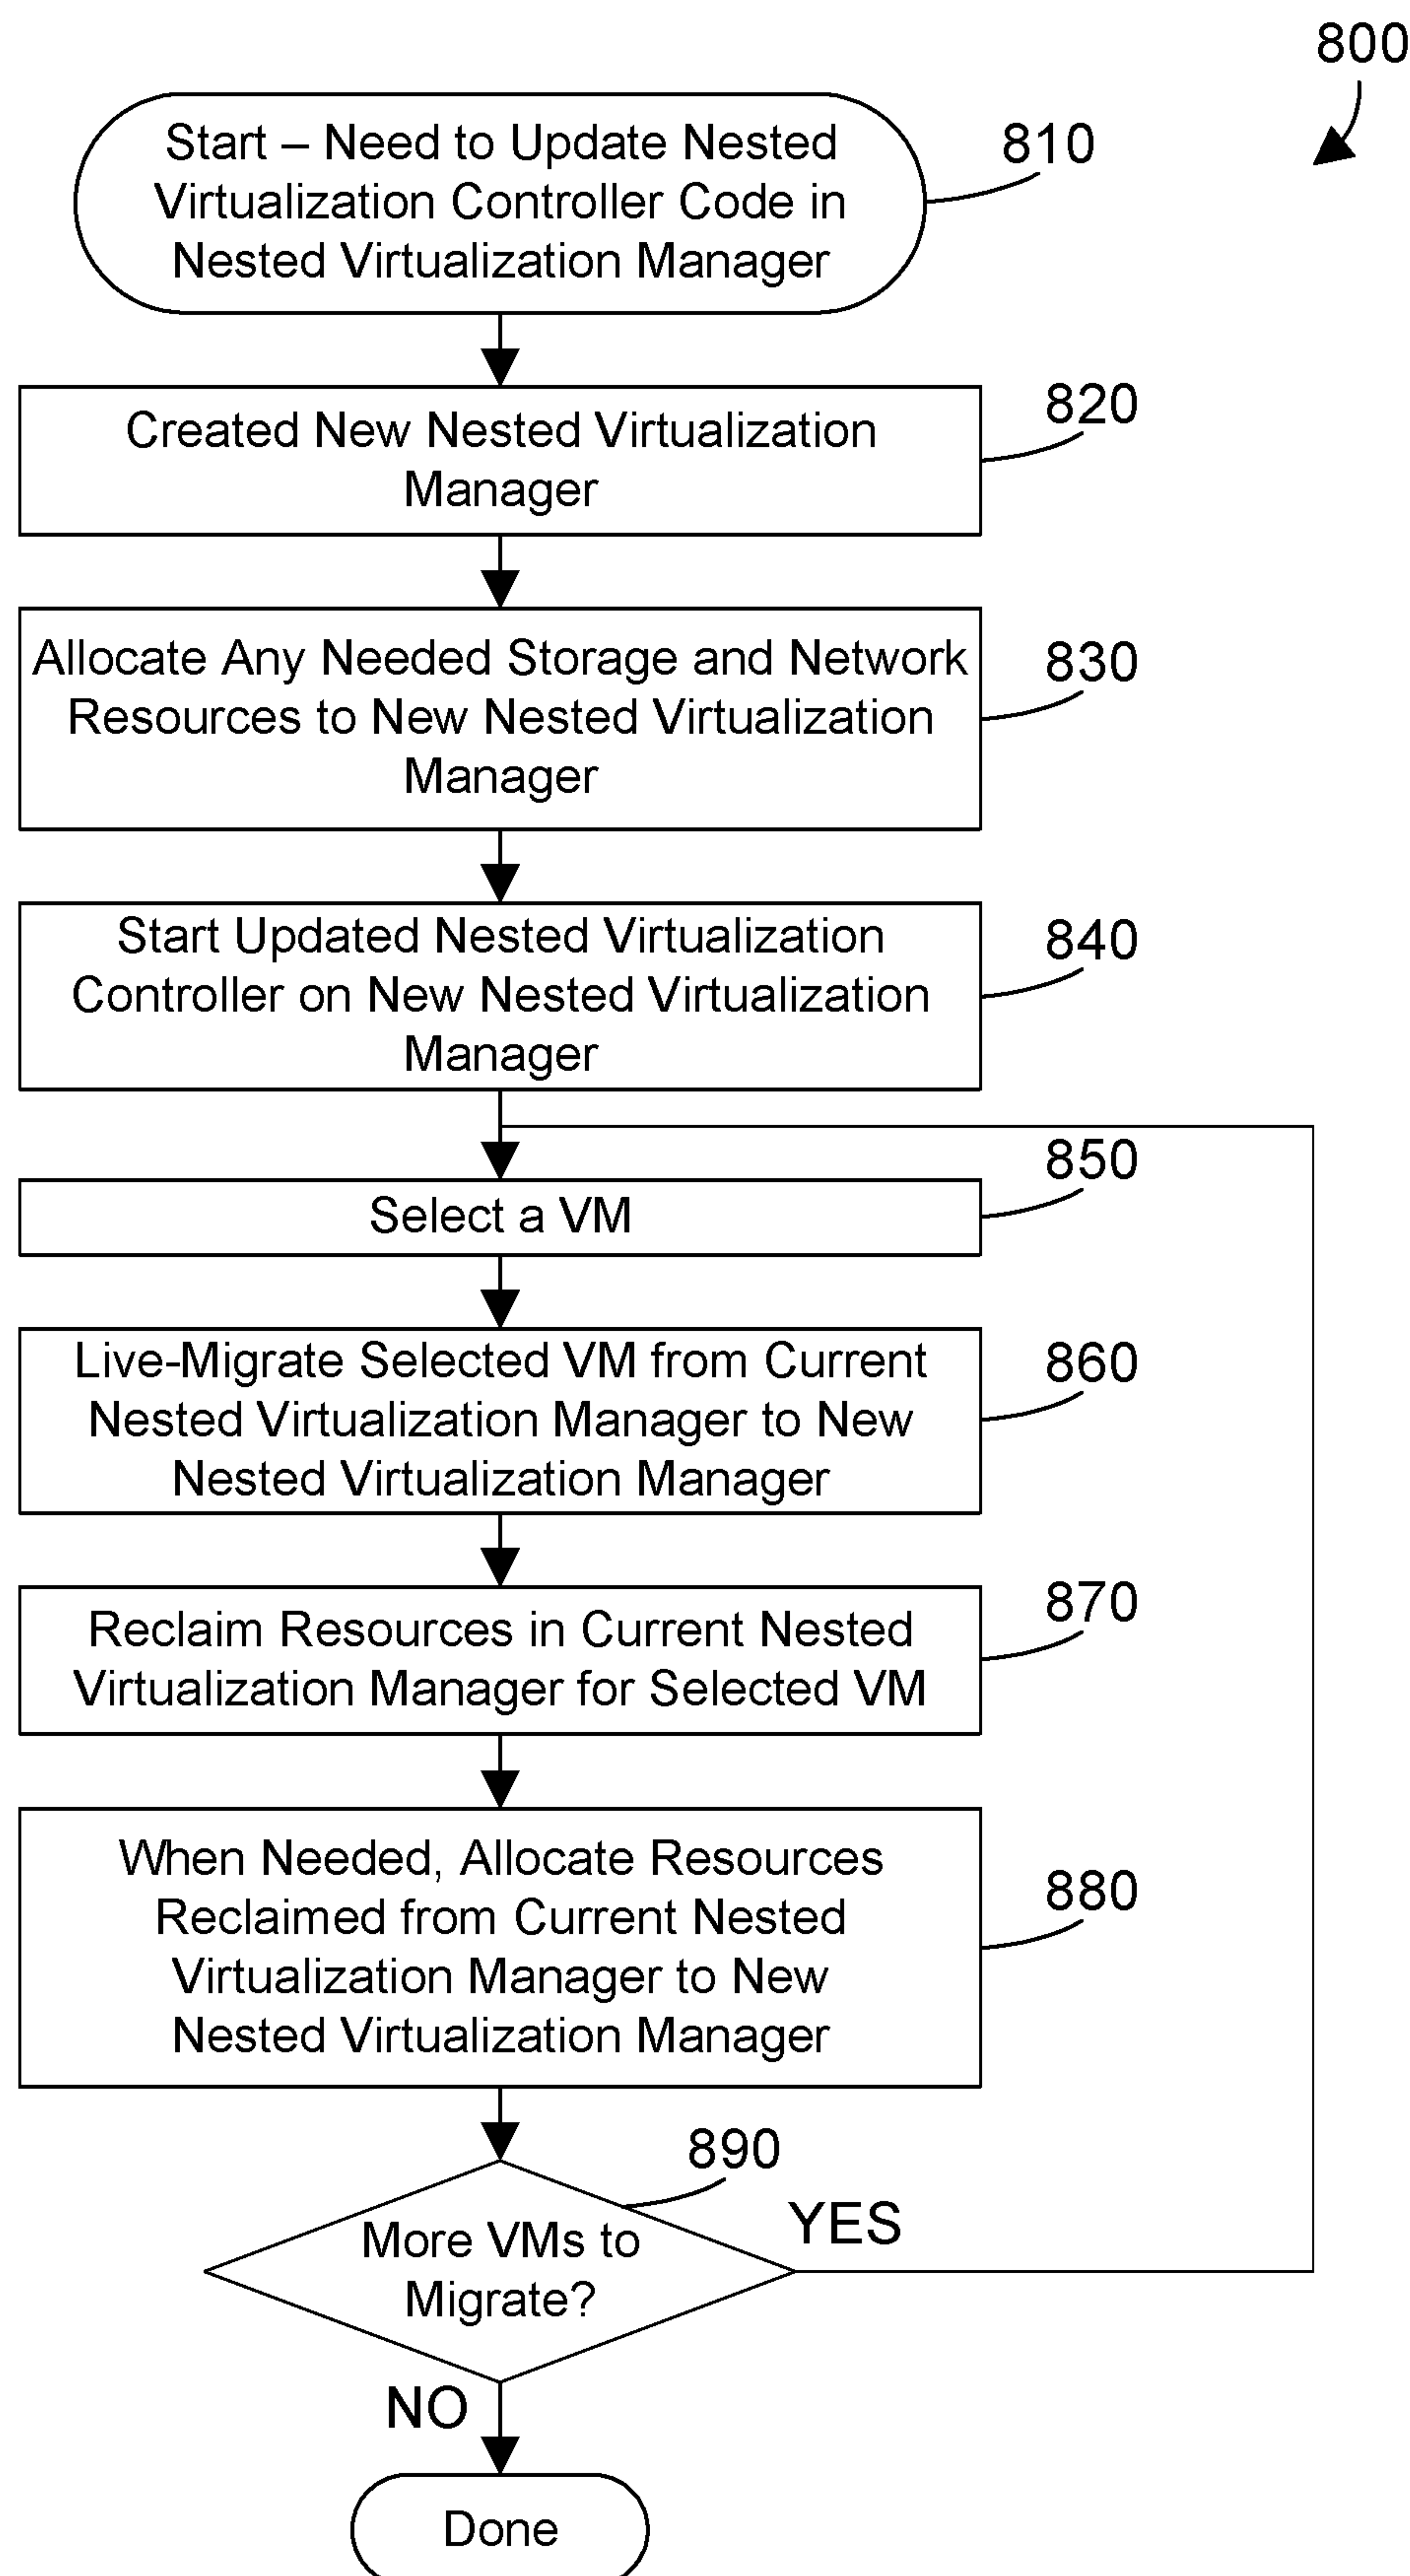 800
Start – Need to Update Nested
Virtualization Controller Code in
Nested Virtualization Manager
810
Created New Nested Virtualization
Manager
820
Allocate Any Needed Storage and Network
Resources to New Nested Virtualization
Manager
830
Start Updated Nested Virtualization
Controller on New Nested Virtualization
Manager
840
Select a VM
850
Live-Migrate Selected VM from Current
Nested Virtualization Manager to New
Nested Virtualization Manager
860
Reclaim Resources in Current Nested
Virtualization Manager for Selected VM
870
When Needed, Allocate Resources
Reclaimed from Current Nested
Virtualization Manager to New
Nested Virtualization Manager
880
890
More VMs to
Migrate?
YES
NO
Done